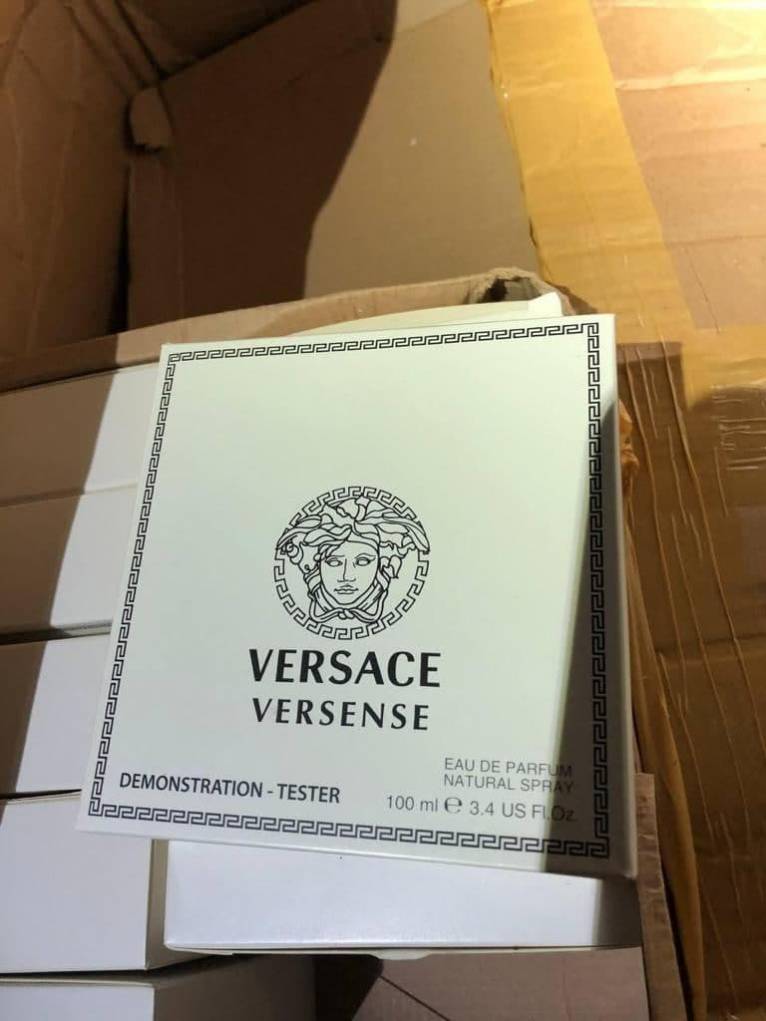 VERSACE
VERSENSE
EAU DE PARFUM
NATURAL SPRAY
DEMONSTRATION - TESTER
100 ml ℮ 3.4 US Fl.Oz.